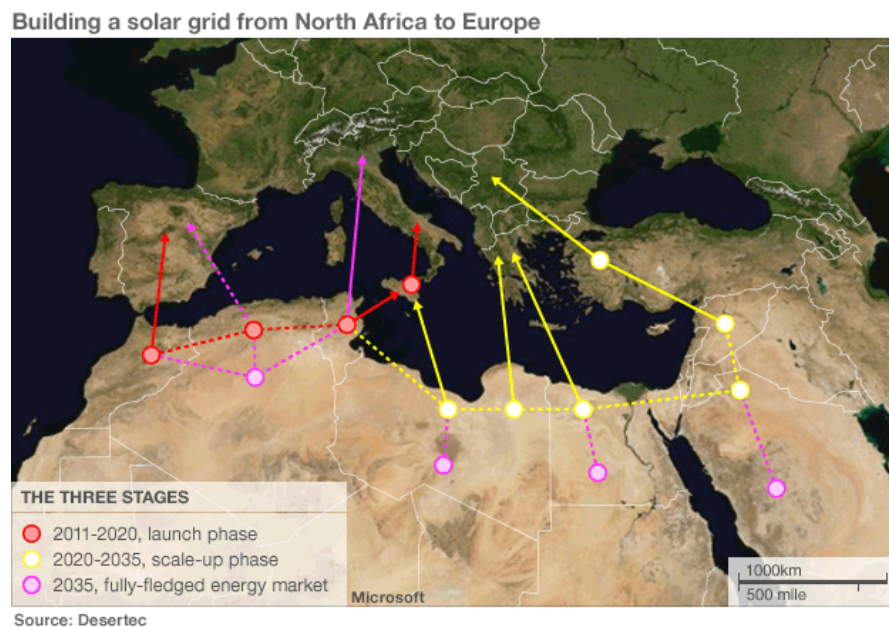 Building a solar grid from North Africa to Europe
THE THREE STAGES
2011-2020, launch phase
2020-2035, scale-up phase
2035, fully-fledged energy market
Microsoft
1000km
500 mile
Source: Desertec